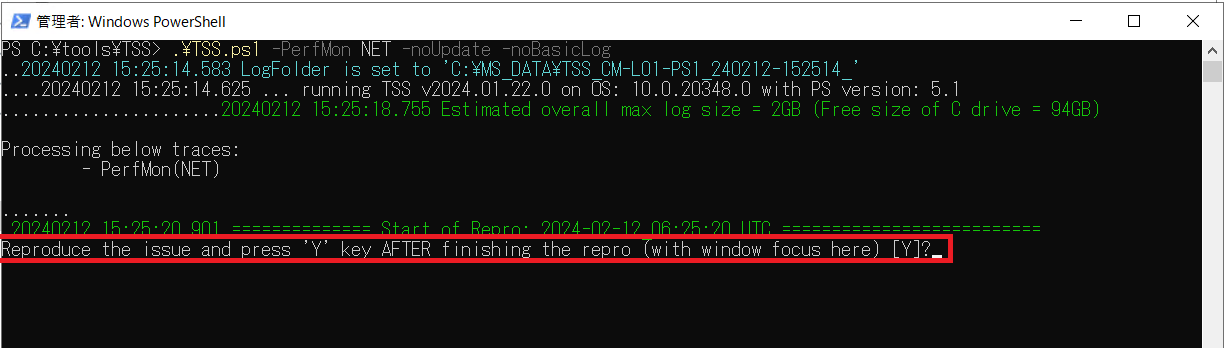 管理者: Windows PowerShell
PS C:¥tools¥TSS> .¥TSS.ps1 -PerfMon NET -noUpdate -noBasicLog
..20240212 15:25:14.583 LogFolder is set to 'C:¥MS_DATA¥TSS_CM-L01-PS1_240212-152514_'
....20240212 15:25:14.625 ... running TSS v2024.01.22.0 on OS: 10.0.20348.0 with PS version: 5.1
......................20240212 15:25:18.755 Estimated overall max log size = 2GB (Free size of C drive = 94GB)
Processing below traces:
- PerfMon(NET)
.......
20240212 15:25:20.901 ============== Start of Repro: 2024-02-12 06:25:20 UTC ==========================
Reproduce the issue and press 'Y' key AFTER finishing the repro (with window focus here) [Y]?